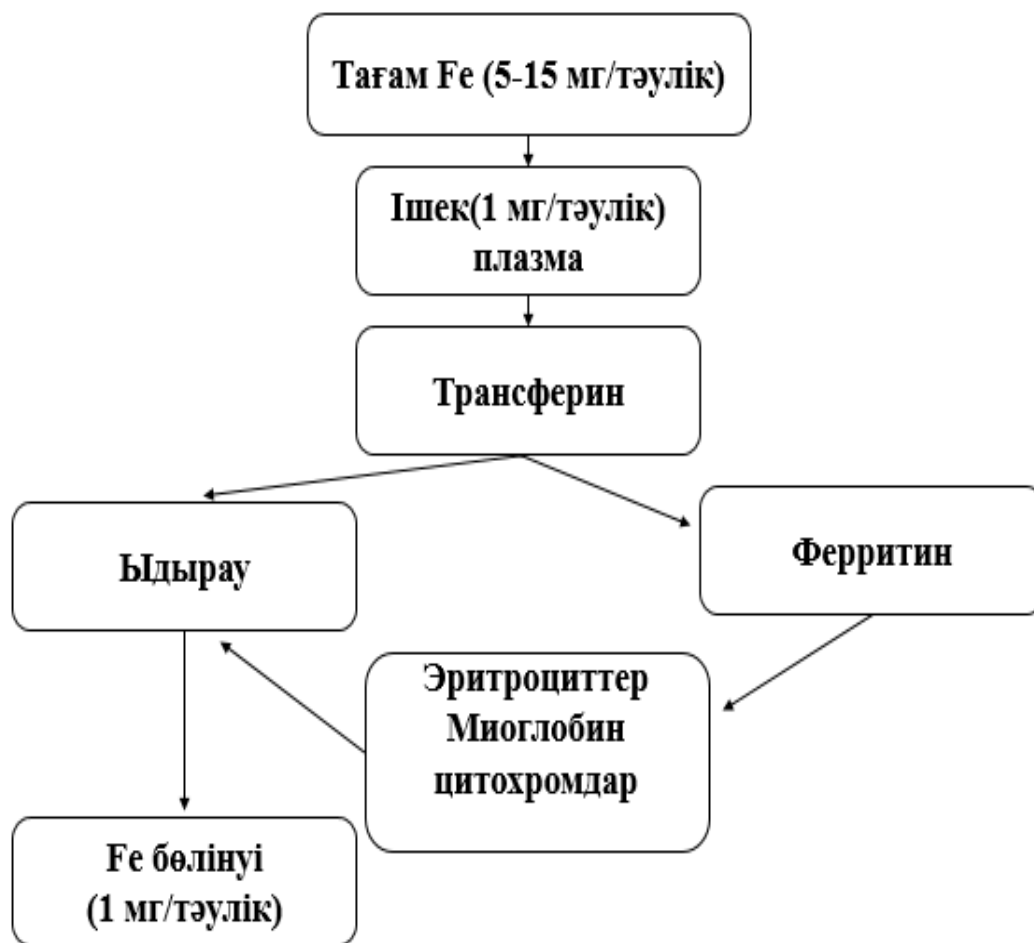 Тағам Fe (5-15 мг/тәулік)
Ішек(1 мг/тәулік)
плазма
Трансферин
Ыдырау
Ферритин
Эритроциттер
Миоглобин
цитохромдар
Fe бөлінуі
(1 мг/тәулік)